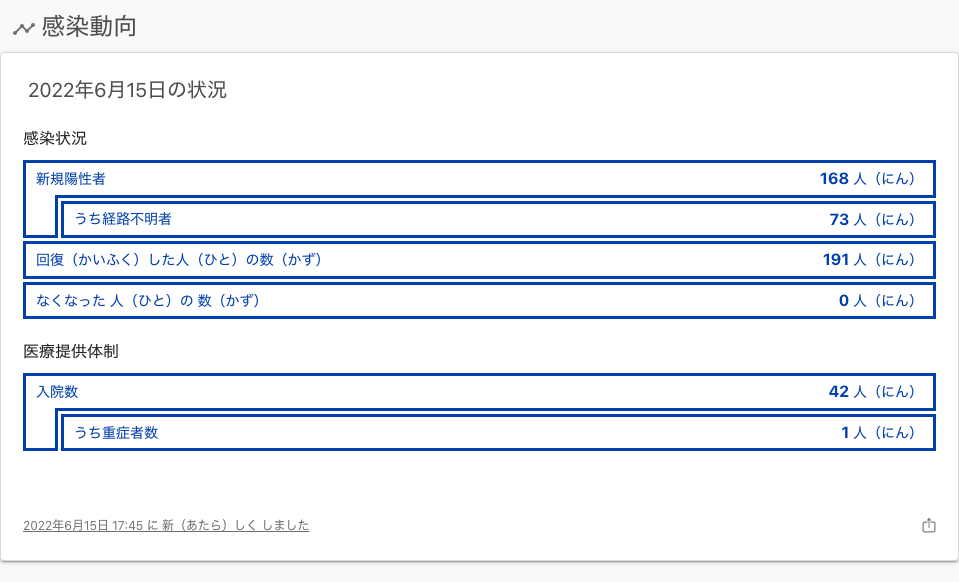 感染動向
2022年6月15日の状況
感染状況
新規陽性者 168 人（にん）
うち経路不明者 73 人（にん）
回復（かいふく）した人（ひと）の数（かず） 191 人（にん）
なくなった 人（ひと）の 数（かず） 0 人（にん）
医療提供体制
入院数 42 人（にん）
うち重症者数 1 人（にん）
2022年6月15日 17:45 に 新（あたら）しく しました